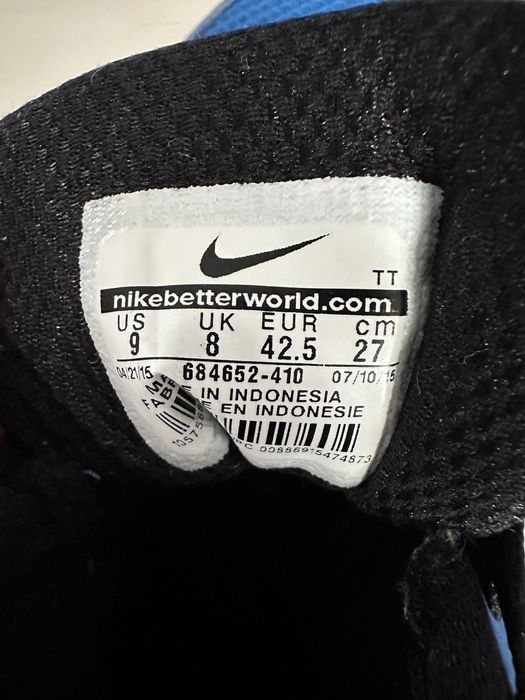 TT
nikebetterworld.com
US UK EUR cm
9 8 42.5 27
04/21/15 684652-410 07/10/15
IN INDONESIA
EN INDONESIE